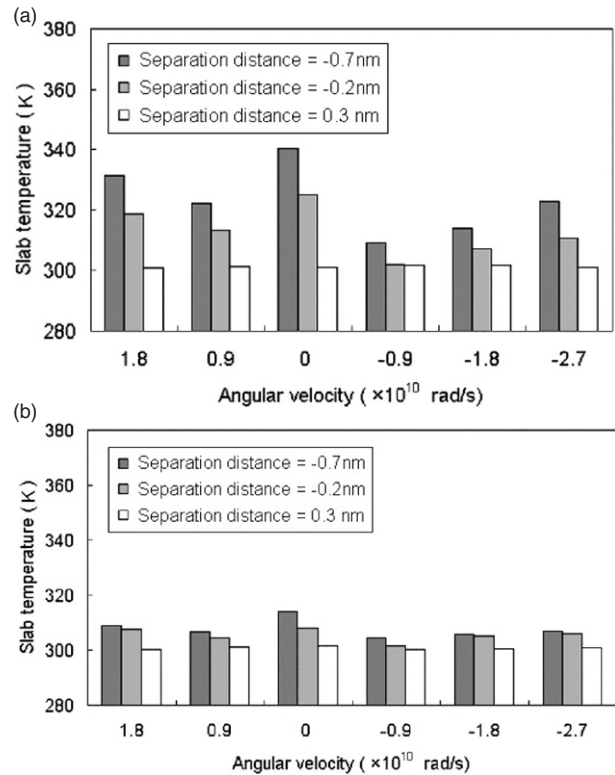 (a)
380
360
340
320
300
280
Slab temperature (K)
Separation distance = -0.7nm
Separation distance = -0.2nm
Separation distance = 0.3 nm
1.8 0.9 0 -0.9 -1.8 -2.7
Angular velocity ( ×10¹⁰ rad/s)
(b)
380
360
340
320
300
280
Slab temperature (K)
Separation distance = -0.7nm
Separation distance = -0.2nm
Separation distance = 0.3 nm
1.8 0.9 0 -0.9 -1.8 -2.7
Angular velocity ( ×10¹⁰ rad/s)